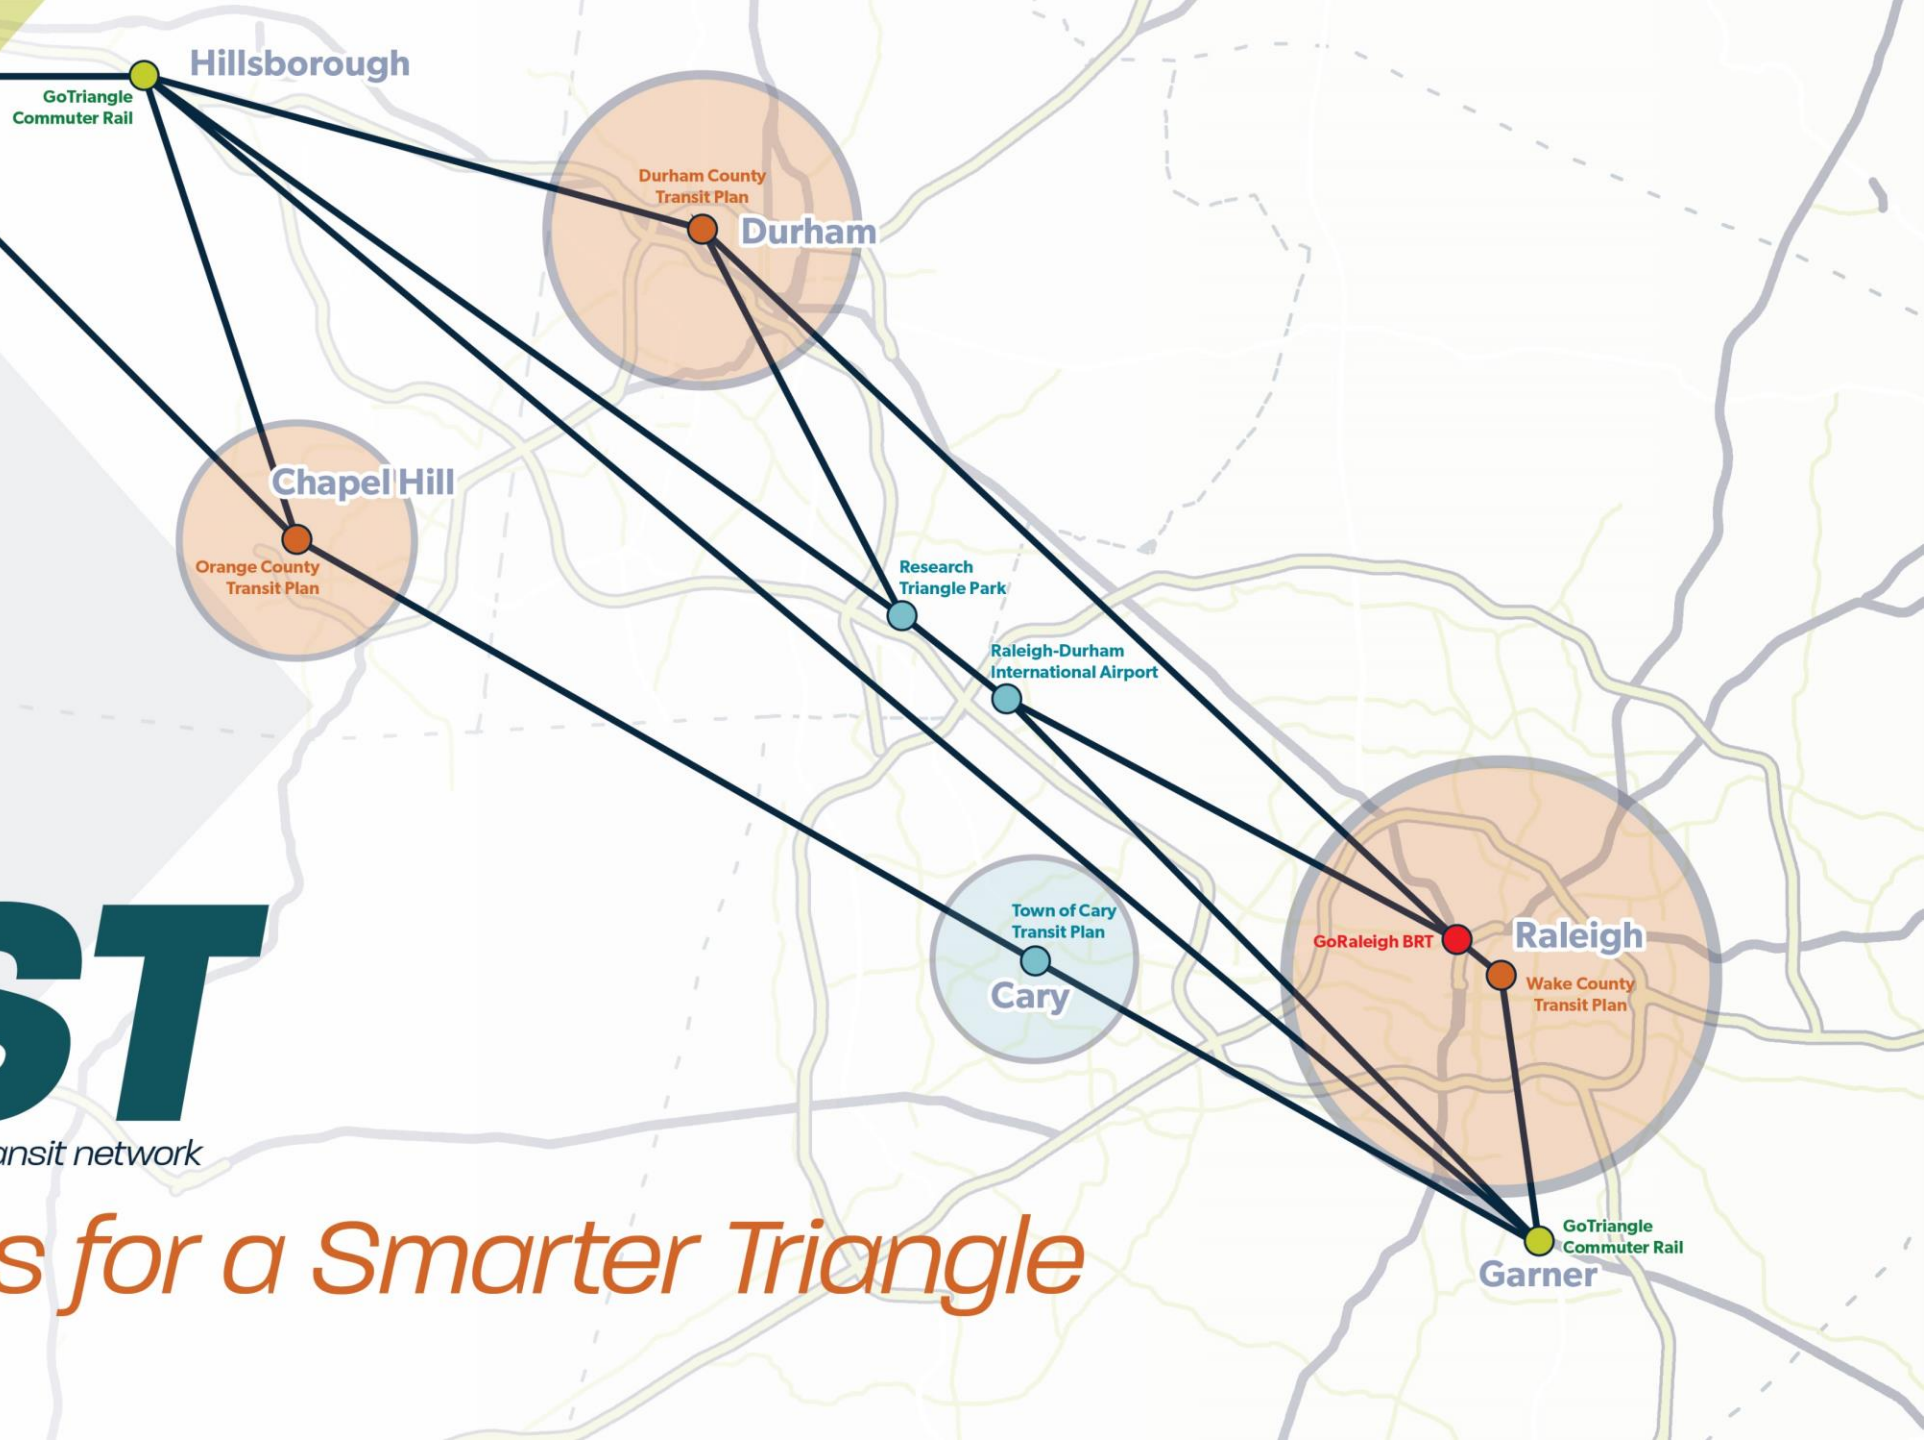 Hillsborough
GoTriangle
Commuter Rail
Durham County
Transit Plan
Durham
Chapel Hill
Orange County
Transit Plan
Research
Triangle Park
Raleigh-Durham
International Airport
Town of Cary
Transit Plan
Cary
GoRaleigh BRT
Raleigh
Wake County
Transit Plan
ST
ansit network
s for a Smarter Triangle
GoTriangle
Commuter Rail
Garner